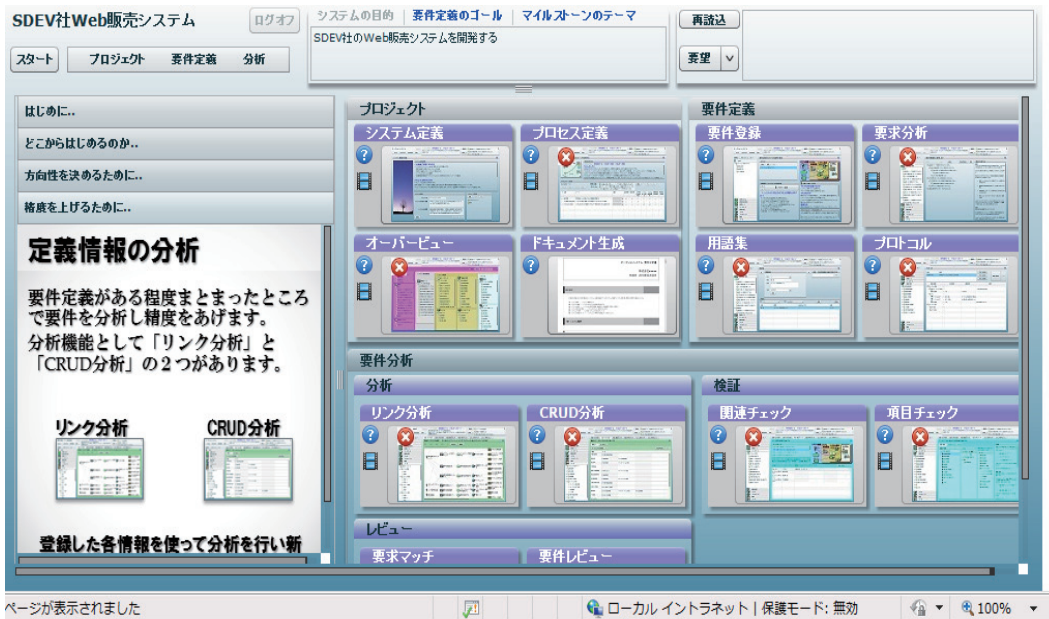 SDEV社Web販売システム
ログオフ
システムの目的
要件定義のゴール
マイルストーンのテーマ
再読込
SDEV社のWeb販売システムを開発する
スタート
プロジェクト
要件定義
分析
要望
はじめに..
どこからはじめるのか..
方向性を決めるために..
格度を上げるために..
定義情報の分析
要件定義がある程度まとまったところ
で要件を分析し精度をあげます。
分析機能として「リンク分析」と
「CRUD分析」の２つがあります。
リンク分析
CRUD分析
登録した各情報を使って分析を行い新
プロジェクト
システム定義
プロセス定義
オーバービュー
ドキュメント生成
要件定義
要件登録
要求分析
用語集
プロトコル
要件分析
分析
リンク分析
CRUD分析
検証
関連チェック
項目チェック
レビュー
要求マッチ
要件レビュー
ページが表示されました
ローカル イントラネット | 保護モード: 無効
100%